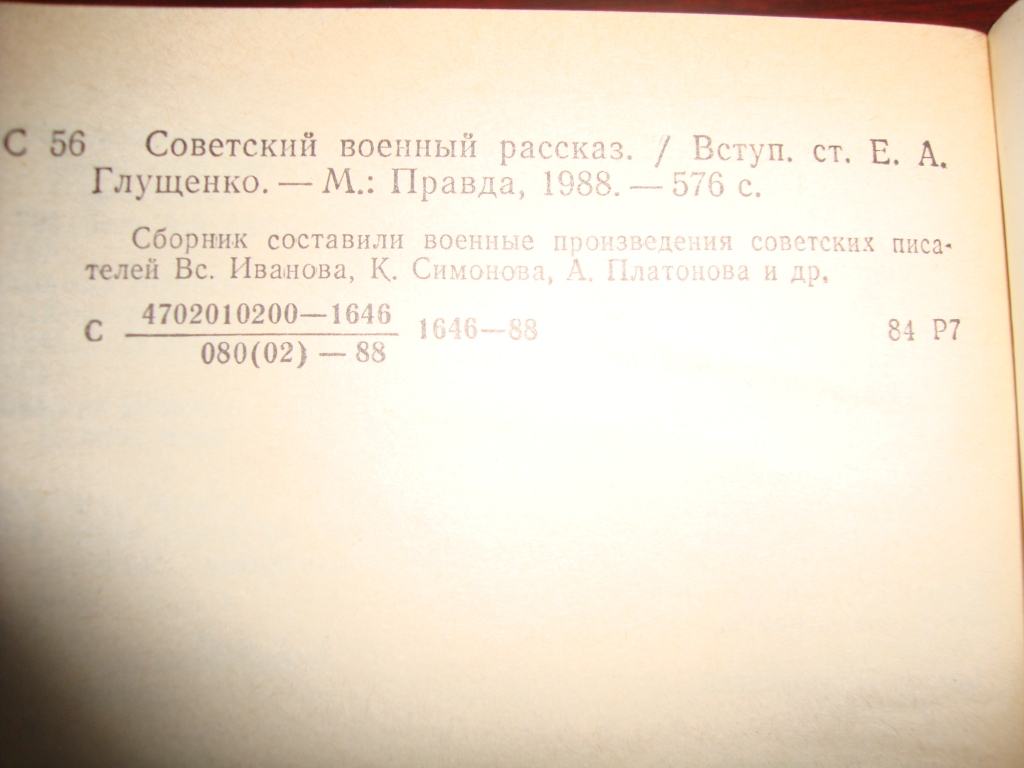 С 56 Советский военный рассказ. / Вступ. ст. Е. А.
Глущенко. — М.: Правда, 1988. — 576 с.
Сборник составили военные произведения советских писа-
телей Вс. Иванова, К. Симонова, А. Платонова и др.
4702010200—1646
С 1646—88 84 Р7
080(02) — 88